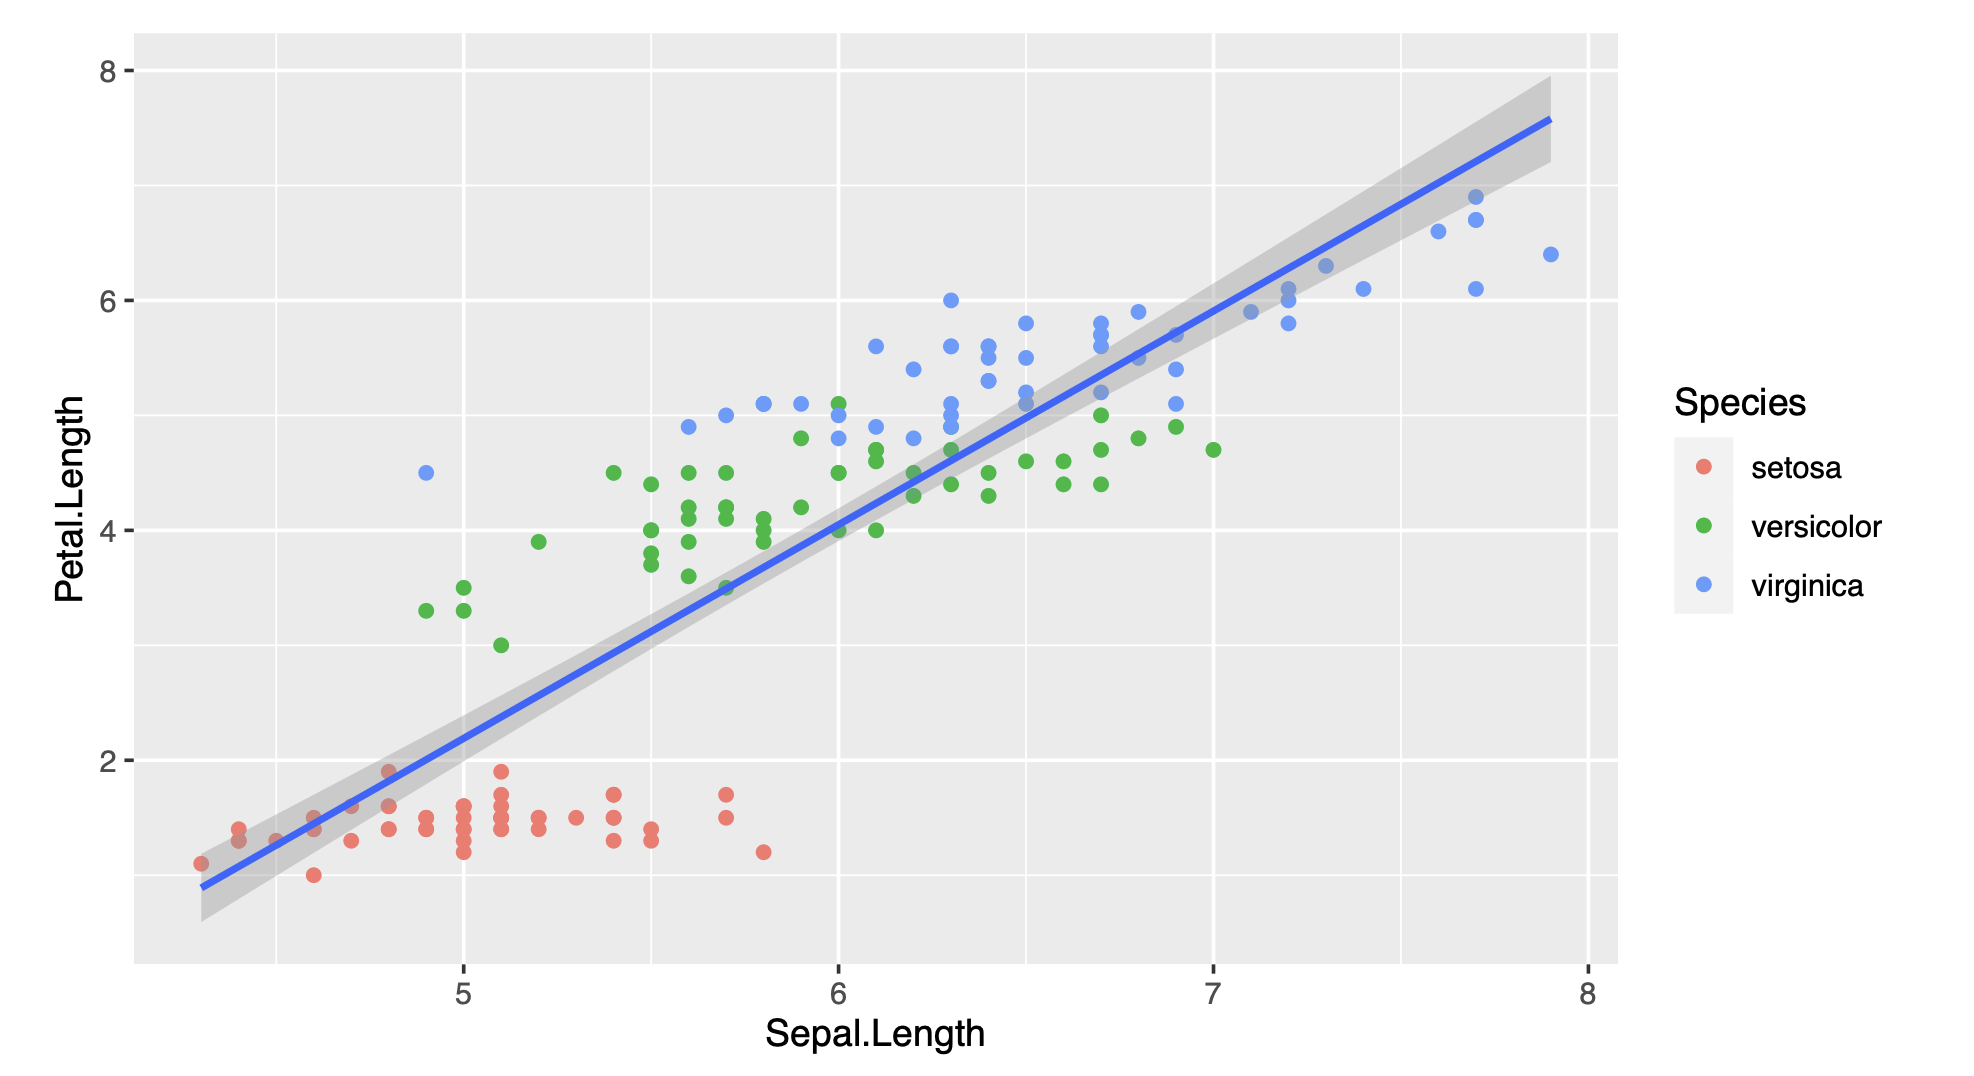 8
6
4
2
Petal.Length
5 6 7 8
Sepal.Length
Species
setosa
versicolor
virginica